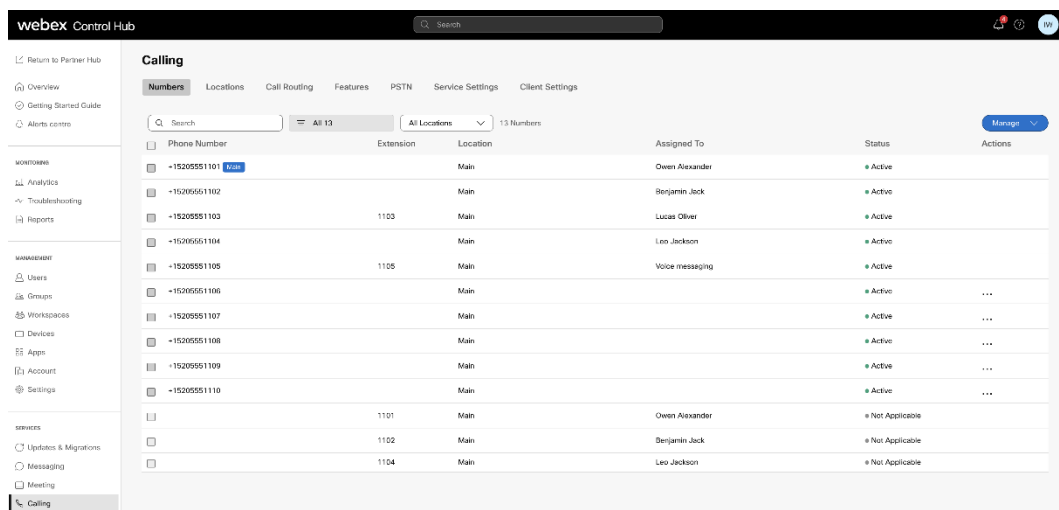 webex Control Hub
Search
4
IW
Return to Partner Hub
Overview
Getting Started Guide
Alerts centre
MONITORING
Analytics
Troubleshooting
Reports
MANAGEMENT
Users
Groups
Workspaces
Devices
Apps
Account
Settings
SERVICES
Updates & Migrations
Messaging
Meeting
Calling
Calling
Numbers Locations Call Routing Features PSTN Service Settings Client Settings
Search All 13 All Locations 13 Numbers Manage
Phone Number Extension Location Assigned To Status Actions
+15205551101 Main Main Owen Alexander Active
+15205551102 Main Benjamin Jack Active
+15205551103 1103 Main Lucas Oliver Active
+15205551104 Main Leo Jackson Active
+15205551105 1105 Main Voice messaging Active
+15205551106 Main Active ...
+15205551107 Main Active ...
+15205551108 Main Active ...
+15205551109 Main Active ...
+15205551110 Main Active ...
1101 Main Owen Alexander Not Applicable
1102 Main Benjamin Jack Not Applicable
1104 Main Leo Jackson Not Applicable